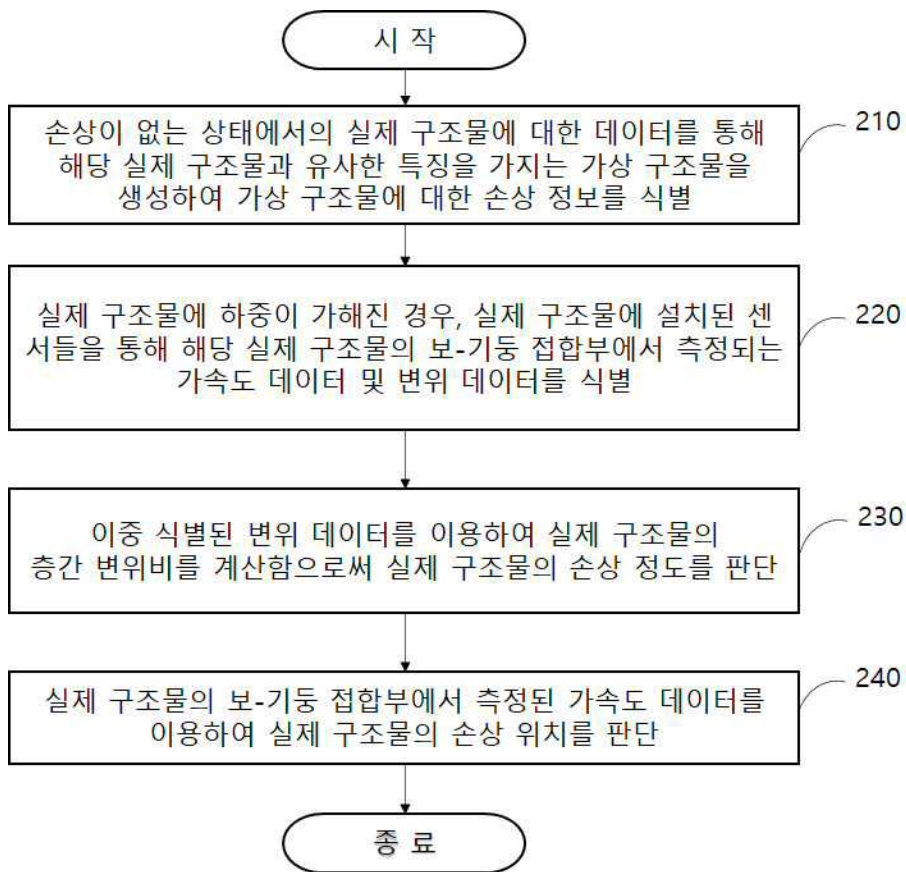 시 작
손상이 없는 상태에서의 실제 구조물에 대한 데이터를 통해
해당 실제 구조물과 유사한 특징을 가지는 가상 구조물을
생성하여 가상 구조물에 대한 손상 정보를 식별
210
실제 구조물에 하중이 가해진 경우, 실제 구조물에 설치된 센
서들을 통해 해당 실제 구조물의 보-기둥 접합부에서 측정되는
가속도 데이터 및 변위 데이터를 식별
220
이중 식별된 변위 데이터를 이용하여 실제 구조물의
층간 변위비를 계산함으로써 실제 구조물의 손상 정도를 판단
230
실제 구조물의 보-기둥 접합부에서 측정된 가속도 데이터를
이용하여 실제 구조물의 손상 위치를 판단
240
종 료